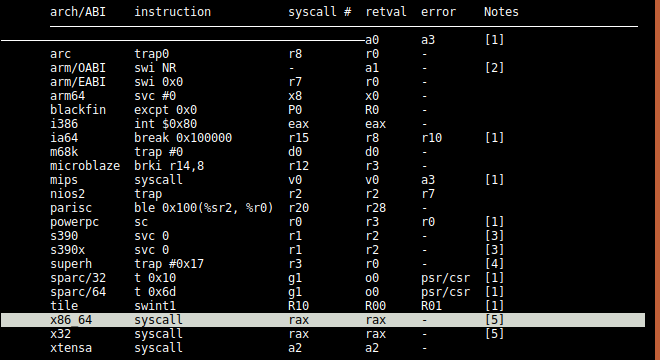 arch/ABI instruction syscall # retval error Notes
a0 a3 [1]
arc trap0 r8 r0 -
arm/OABI swi NR - a1 - [2]
arm/EABI swi 0x0 r7 r0 -
arm64 svc #0 x8 x0 -
blackfin excpt 0x0 P0 R0 -
i386 int $0x80 eax eax -
ia64 break 0x100000 r15 r8 r10 [1]
m68k trap #0 d0 d0 -
microblaze brki r14,8 r12 r3 -
mips syscall v0 v0 a3 [1]
nios2 trap r2 r2 r7
parisc ble 0x100(%sr2, %r0) r20 r28 -
powerpc sc r0 r3 r0 [1]
s390 svc 0 r1 r2 - [3]
s390x svc 0 r1 r2 - [3]
superh trap #0x17 r3 r0 - [4]
sparc/32 t 0x10 g1 o0 psr/csr [1]
sparc/64 t 0x6d g1 o0 psr/csr [1]
tile swint1 R10 R00 R01 [1]
x86_64 syscall rax rax - [5]
x32 syscall rax rax - [5]
xtensa syscall a2 a2 -